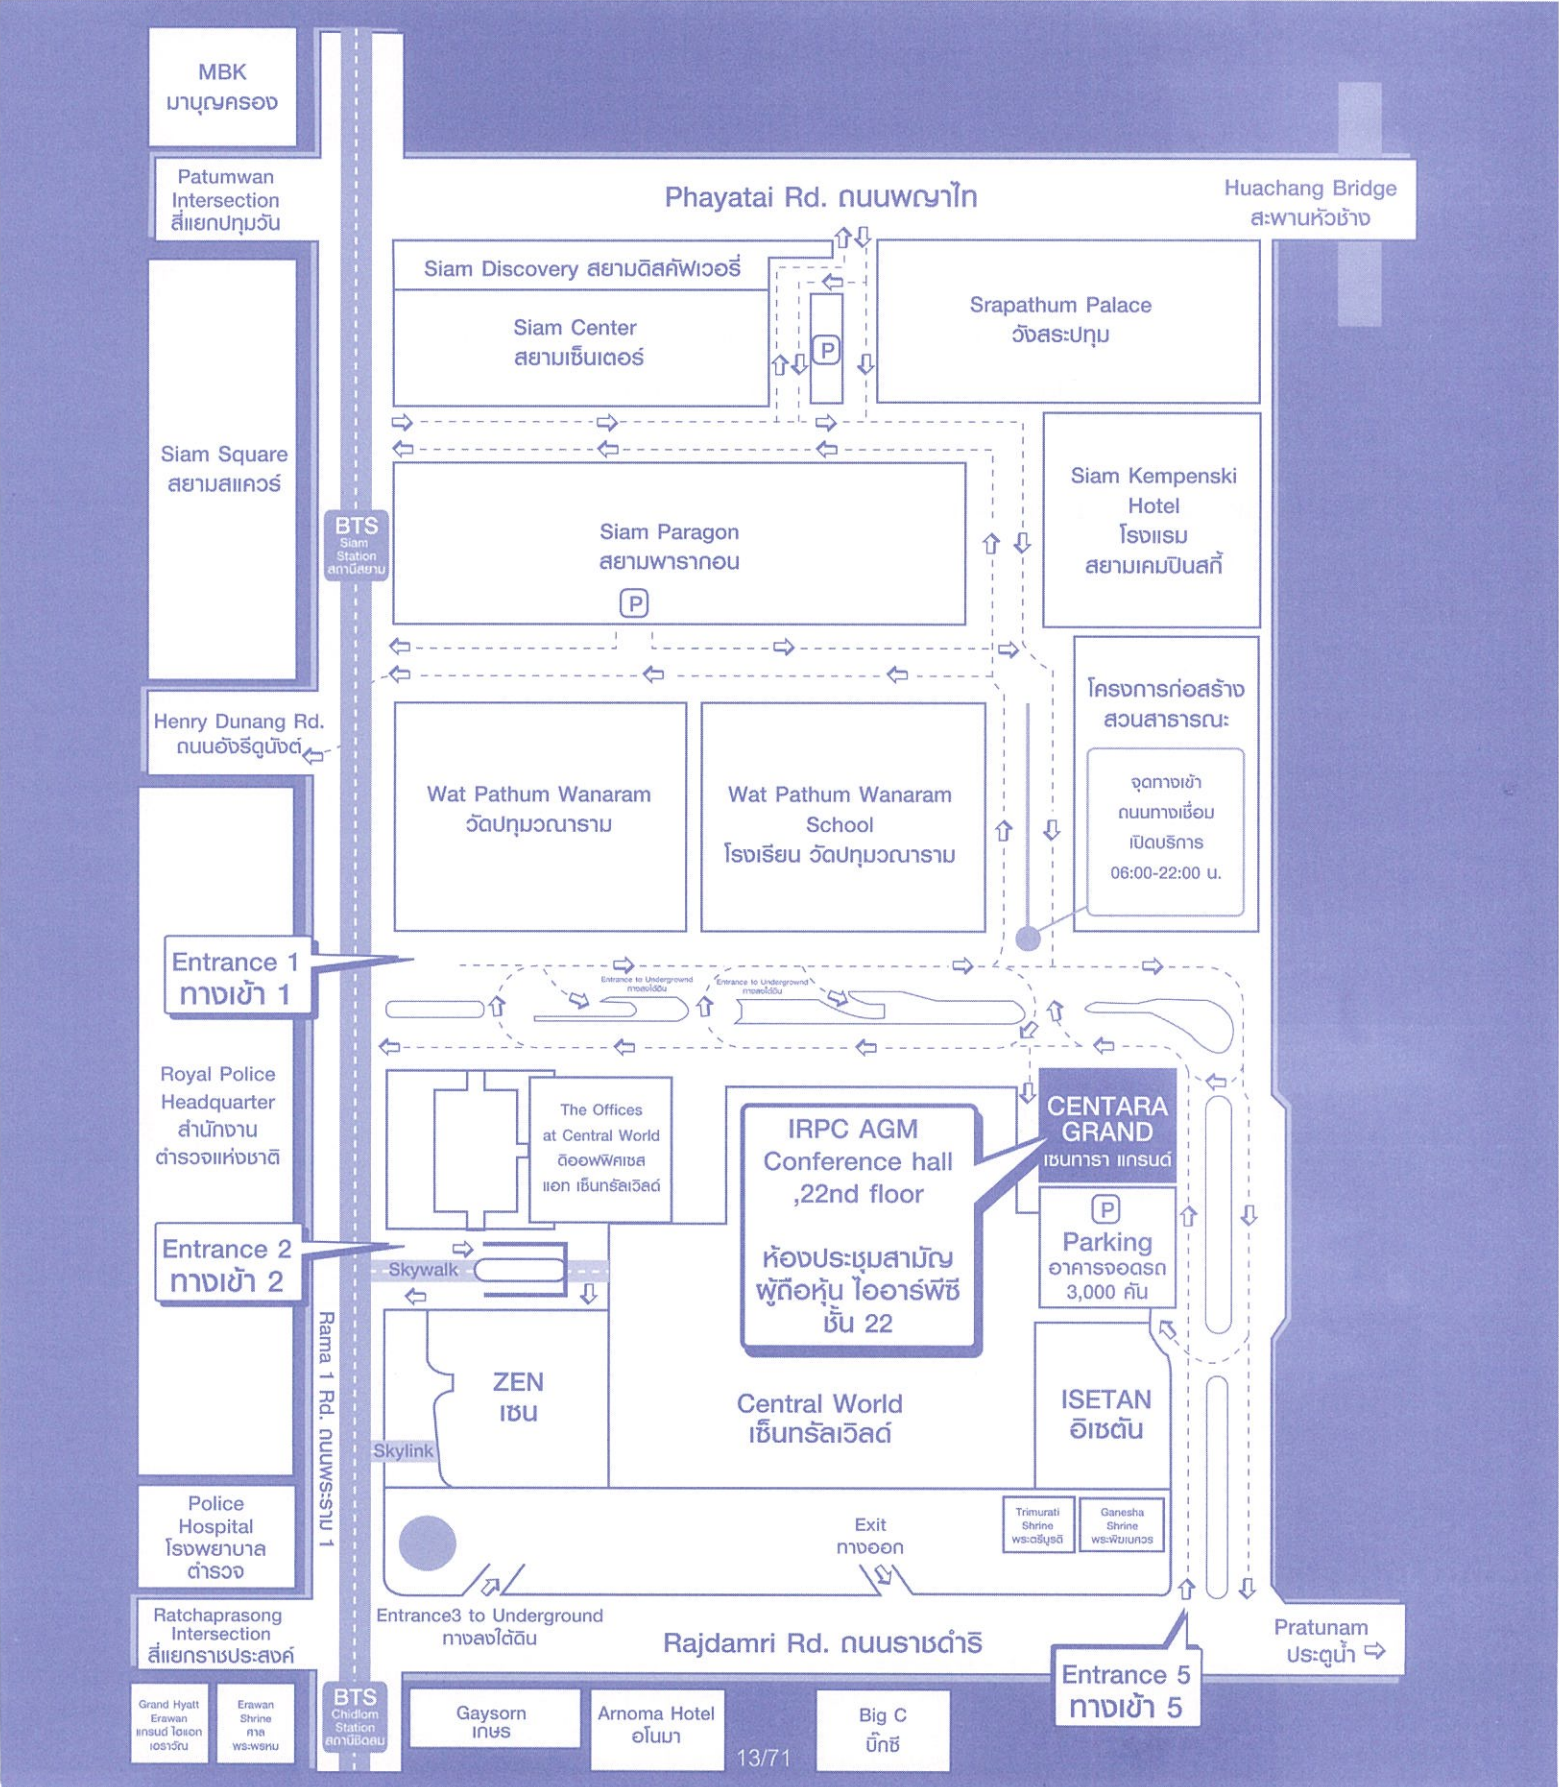 MBK
มาบุญครอง
Patumwan
Intersection
สี่แยกปทุมวัน
Phayatai Rd. ถนนพญาไท
Huachang Bridge
สะพานหัวช้าง
Siam Discovery สยามดิสคัฟเวอรี่
Siam Center
สยามเซ็นเตอร์
P
Srapathum Palace
วังสระปทุม
Siam Square
สยามสแควร์
BTS
Siam
Station
สถานีสยาม
Siam Paragon
สยามพารากอน
P
Siam Kempenski
Hotel
โรงแรม
สยามเคมปินสกี้
Henry Dunang Rd.
ถนนอังรีดูนังต์
Wat Pathum Wanaram
วัดปทุมวณาราม
Wat Pathum Wanaram
School
โรงเรียน วัดปทุมวณาราม
โครงการก่อสร้าง
สวนสาธารณะ
จุดทางเข้า
ถนนทางเชื่อม
เปิดบริการ
06:00-22:00 น.
Entrance 1
ทางเข้า 1
Entrance to Underground
ทางลงใต้ดิน
Entrance to Underground
ทางลงใต้ดิน
Royal Police
Headquarter
สำนักงาน
ตำรวจแห่งชาติ
The Offices
at Central World
ดิออฟฟิศเซส
แอท เซ็นทรัลเวิลด์
IRPC AGM
Conference hall
,22nd floor
ห้องประชุมสามัญ
ผู้ถือหุ้น ไออาร์พีซี
ชั้น 22
CENTARA
GRAND
เซนทารา แกรนด์
P
Parking
อาคารจอดรถ
3,000 คัน
Entrance 2
ทางเข้า 2
Skywalk
Rama 1 Rd. ถนนพระราม 1
ZEN
เซน
Skylink
Central World
เซ็นทรัลเวิลด์
ISETAN
อิเซตัน
Police
Hospital
โรงพยาบาล
ตำรวจ
Exit
ทางออก
Trimurati
Shrine
พระตรีมูรติ
Ganesha
Shrine
พระพิฆเนศวร
Ratchaprasong
Intersection
สี่แยกราชประสงค์
Entrance3 to Underground
ทางลงใต้ดิน
Rajdamri Rd. ถนนราชดำริ
Pratunam
ประตูน้ำ
Entrance 5
ทางเข้า 5
Grand Hyatt
Erawan
แกรนด์ ไฮแอท
เอราวัณ
Erawan
Shrine
ศาล
พระพรหม
BTS
Chidlom
Station
สถานีชิดลม
Gaysorn
เกษร
Arnoma Hotel
อโนมา
Big C
บิ๊กซี
13/71